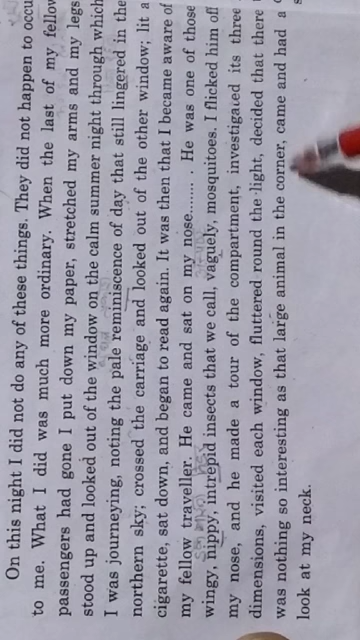 On this night I did not do any of these things. They did not happen to occu
to me. What I did was much more ordinary. When the last of my fellow
passengers had gone I put down my paper, stretched my arms and my legs
stood up and looked out of the window on the calm summer night through which
I was journeying, noting the pale reminiscence of day that still lingered in the
northern sky; crossed the carriage and looked out of the other window; lit a
cigarette, sat down, and began to read again. It was then that I became aware of
my fellow traveller. He came and sat on my nose......... . He was one of those
wingy, nippy, intrepid insects that we call, vaguely, mosquitoes. I flicked him off
my nose, and he made a tour of the compartment, investigated its three
dimensions, visited each window, fluttered round the light, decided that there
was nothing so interesting as that large animal in the corner, came and had a
look at my neck.